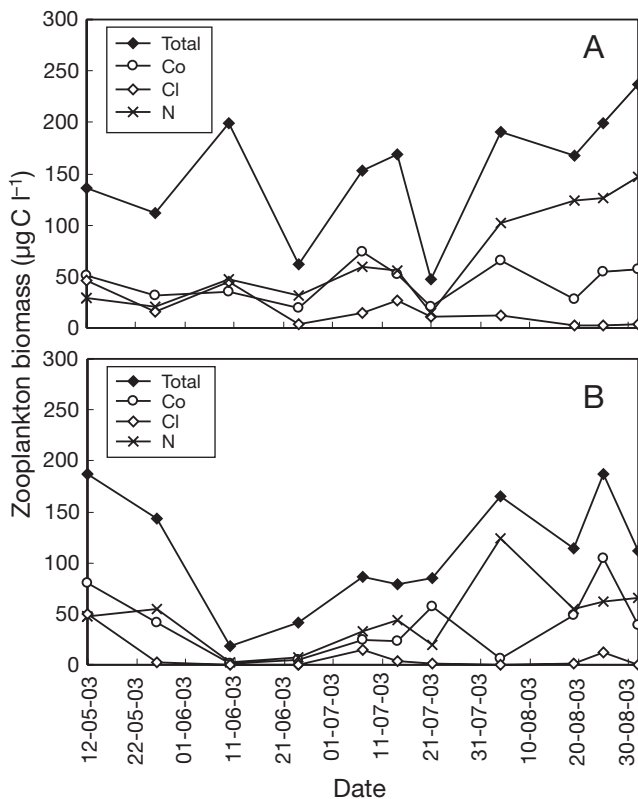 Zooplankton biomass (µg C l⁻¹)
300
250
200
150
100
50
0
Total
Co
Cl
N
A
300
250
200
150
100
50
0
Total
Co
Cl
N
B
12-05-03
22-05-03
01-06-03
11-06-03
21-06-03
01-07-03
11-07-03
21-07-03
31-07-03
10-08-03
20-08-03
30-08-03
Date